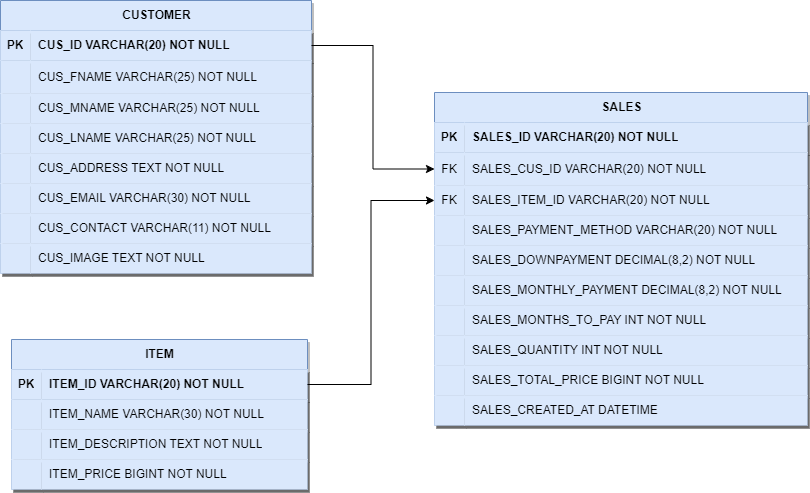 CUSTOMER
PK CUS_ID VARCHAR(20) NOT NULL
CUS_FNAME VARCHAR(25) NOT NULL
CUS_MNAME VARCHAR(25) NOT NULL
CUS_LNAME VARCHAR(25) NOT NULL
CUS_ADDRESS TEXT NOT NULL
CUS_EMAIL VARCHAR(30) NOT NULL
CUS_CONTACT VARCHAR(11) NOT NULL
CUS_IMAGE TEXT NOT NULL
SALES
PK SALES_ID VARCHAR(20) NOT NULL
FK SALES_CUS_ID VARCHAR(20) NOT NULL
FK SALES_ITEM_ID VARCHAR(20) NOT NULL
SALES_PAYMENT_METHOD VARCHAR(20) NOT NULL
SALES_DOWNPAYMENT DECIMAL(8,2) NOT NULL
SALES_MONTHLY_PAYMENT DECIMAL(8,2) NOT NULL
SALES_MONTHS_TO_PAY INT NOT NULL
SALES_QUANTITY INT NOT NULL
SALES_TOTAL_PRICE BIGINT NOT NULL
SALES_CREATED_AT DATETIME
ITEM
PK ITEM_ID VARCHAR(20) NOT NULL
ITEM_NAME VARCHAR(30) NOT NULL
ITEM_DESCRIPTION TEXT NOT NULL
ITEM_PRICE BIGINT NOT NULL